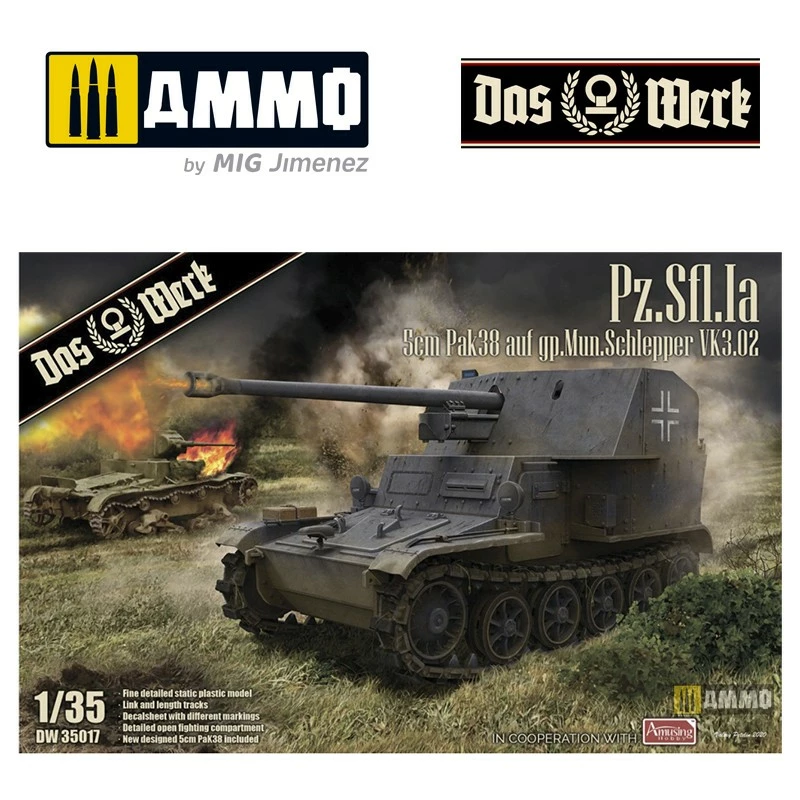 AMMO
by MIG Jimenez
Das Werk
Das Werk
Pz.Sfl.Ia
5cm Pak38 auf gp.Mun.Schlepper VK3.02
1/35
DW 35017
· Fine detailed static plastic model
· Link and length tracks
· Decalsheet with different markings
· Detailed open fighting compartment
· New designed 5cm PaK38 included
AMMO
IN COOPERATION WITH
Amusing
Hobby